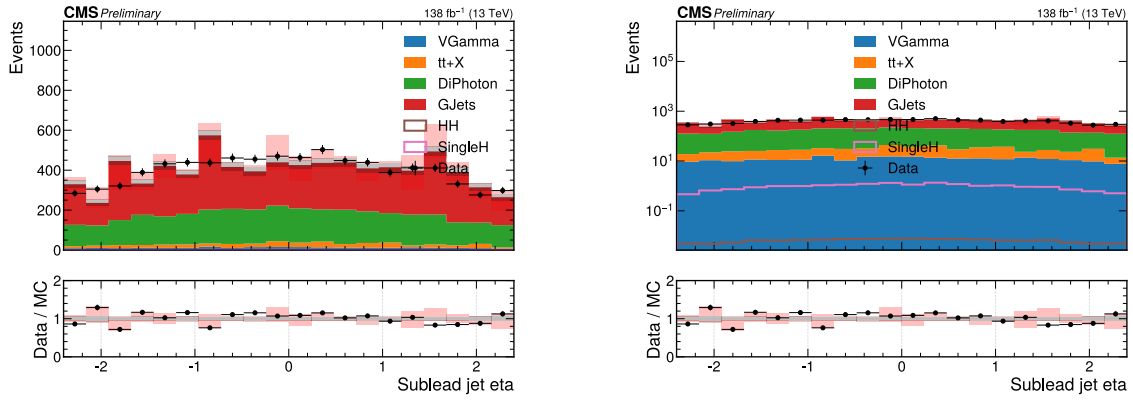 CMS Preliminary 138 fb⁻¹ (13 TeV)
Events
1000
800
600
400
200
0
VGamma
tt+X
DiPhoton
GJets
HH
SingleH
Data
Data / MC
2
1
0
-2 -1 0 1 2
Sublead jet eta
CMS Preliminary 138 fb⁻¹ (13 TeV)
Events
10⁵
10³
10¹
10⁻¹
VGamma
tt+X
DiPhoton
GJets
HH
SingleH
Data
Data / MC
2
1
0
-2 -1 0 1 2
Sublead jet eta